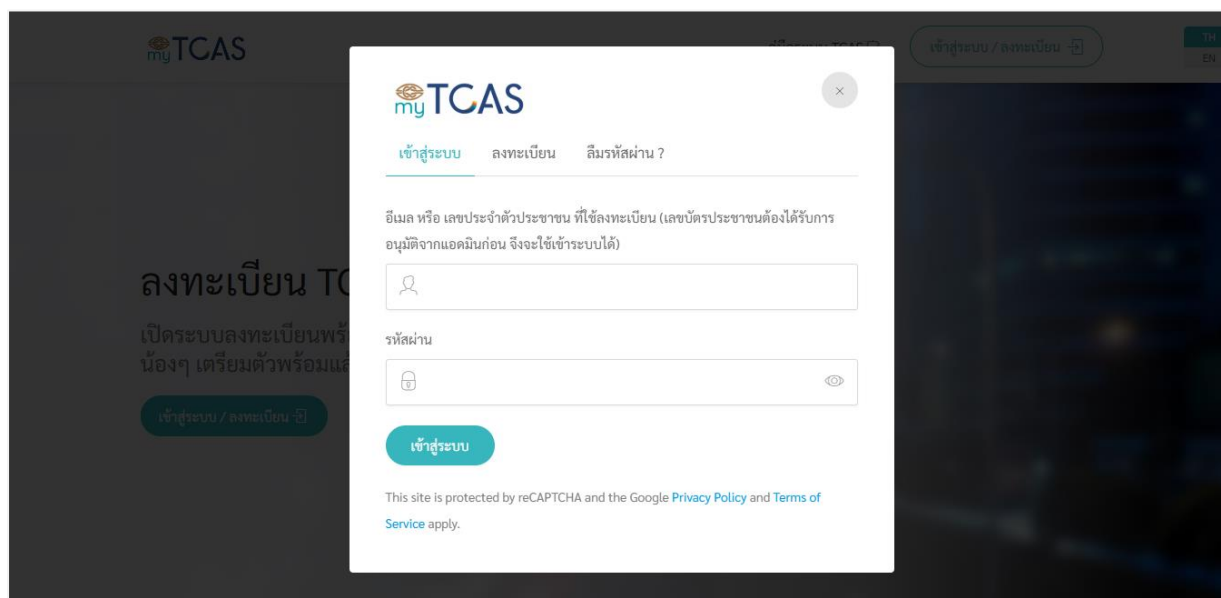 myTCAS
เข้าสู่ระบบ / ลงทะเบียน
TH
EN
myTCAS
เข้าสู่ระบบ ลงทะเบียน ลืมรหัสผ่าน ?
อีเมล หรือ เลขประจำตัวประชาชน ที่ใช้ลงทะเบียน (เลขบัตรประชาชนต้องได้รับการ
อนุมัติจากแอดมินก่อน จึงจะใช้เข้าระบบได้)
รหัสผ่าน
เข้าสู่ระบบ
This site is protected by reCAPTCHA and the Google Privacy Policy and Terms of
Service apply.
ลงทะเบียน TC
เปิดระบบลงทะเบียนพร้
น้องๆ เตรียมตัวพร้อมแล้
เข้าสู่ระบบ / ลงทะเบียน